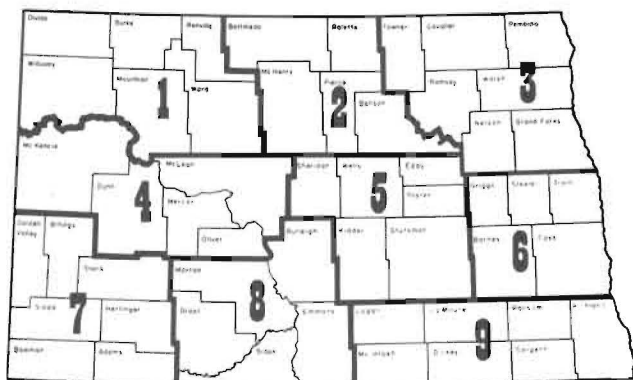 Divide Burke Renville Bottineau Rolette Towner Cavalier Pembina
Williams Mountrail Ward McHenry Pierce Benson Ramsey Walsh
1 2 3
Nelson Grand Forks
McKenzie McLean Sheridan Wells Eddy
Dunn Mercer Foster Griggs Steele Traill
4 5
Oliver Burleigh Kidder Stutsman Barnes Cass
6
Golden Valley Billings
Stark Morton
8
Slope Hettinger Grant Emmons Logan La Moure Ransom
7 9
Bowman Adams Sioux McIntosh Dickey Sargent